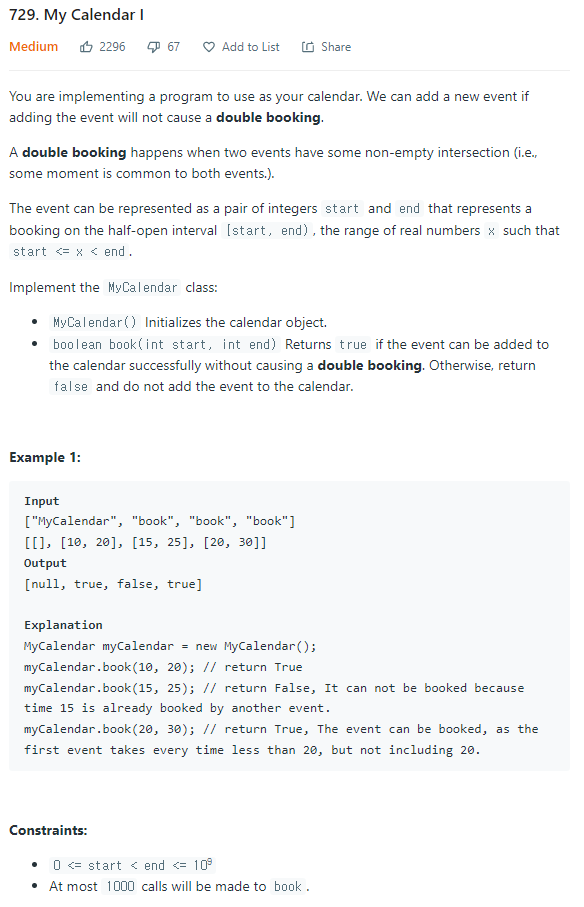 729. My Calendar I
Medium 2296 67 Add to List Share
You are implementing a program to use as your calendar. We can add a new event if
adding the event will not cause a double booking.
A double booking happens when two events have some non-empty intersection (i.e.,
some moment is common to both events.).
The event can be represented as a pair of integers start and end that represents a
booking on the half-open interval [start, end), the range of real numbers x such that
start <= x < end.
Implement the MyCalendar class:
• MyCalendar() Initializes the calendar object.
• boolean book(int start, int end) Returns true if the event can be added to
the calendar successfully without causing a double booking. Otherwise, return
false and do not add the event to the calendar.
Example 1:
Input
["MyCalendar", "book", "book", "book"]
[[], [10, 20], [15, 25], [20, 30]]
Output
[null, true, false, true]
Explanation
MyCalendar myCalendar = new MyCalendar();
myCalendar.book(10, 20); // return True
myCalendar.book(15, 25); // return False, It can not be booked because
time 15 is already booked by another event.
myCalendar.book(20, 30); // return True, The event can be booked, as the
first event takes every time less than 20, but not including 20.
Constraints:
• 0 <= start < end <= 10⁹
• At most 1000 calls will be made to book.